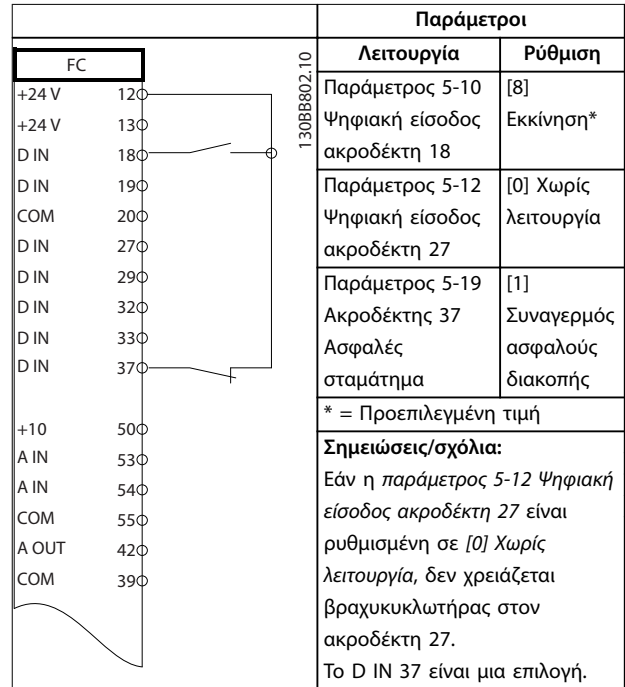 FC
+24 V 12
+24 V 13
D IN 18
D IN 19
COM 20
D IN 27
D IN 29
D IN 32
D IN 33
D IN 37
+10 50
A IN 53
A IN 54
COM 55
A OUT 42
COM 39
130BB802.10
Παράμετροι
Λειτουργία Ρύθμιση
Παράμετρος 5-10 [8]
Ψηφιακή είσοδος Εκκίνηση*
ακροδέκτη 18
Παράμετρος 5-12 [0] Χωρίς
Ψηφιακή είσοδος λειτουργία
ακροδέκτη 27
Παράμετρος 5-19 [1]
Ακροδέκτης 37 Συναγερμός
Ασφαλές ασφαλούς
σταμάτημα διακοπής
* = Προεπιλεγμένη τιμή
Σημειώσεις/σχόλια:
Εάν η παράμετρος 5-12 Ψηφιακή
είσοδος ακροδέκτη 27 είναι
ρυθμισμένη σε [0] Χωρίς
λειτουργία, δεν χρειάζεται
βραχυκυκλωτήρας στον
ακροδέκτη 27.
Το D IN 37 είναι μια επιλογή.